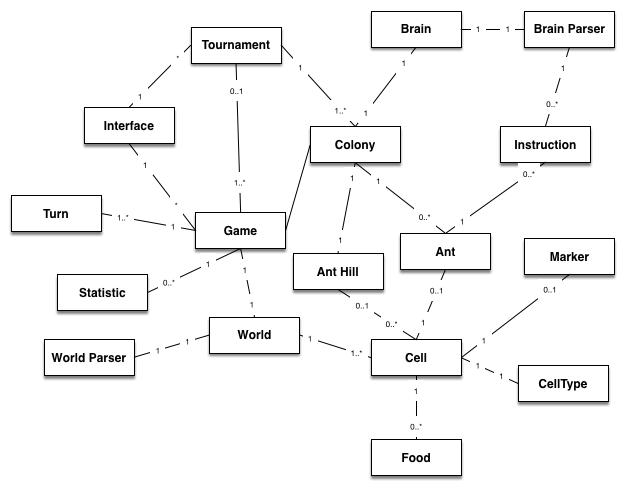 Brain
1
1
Brain Parser
Tournament
*
1
1
1
0..1
0..*
1
1..*
1
Interface
Colony
Instruction
1
1
1
0..*
*
1..*
0..*
1
Turn
1..*
1
Game
1
Ant
Ant Hill
Marker
1
1
0..*
Statistic
0..1
0..1
0..1
1
0..*
1
World
1
1
World Parser
1
1
1..*
Cell
1
1
CellType
1
0..*
Food